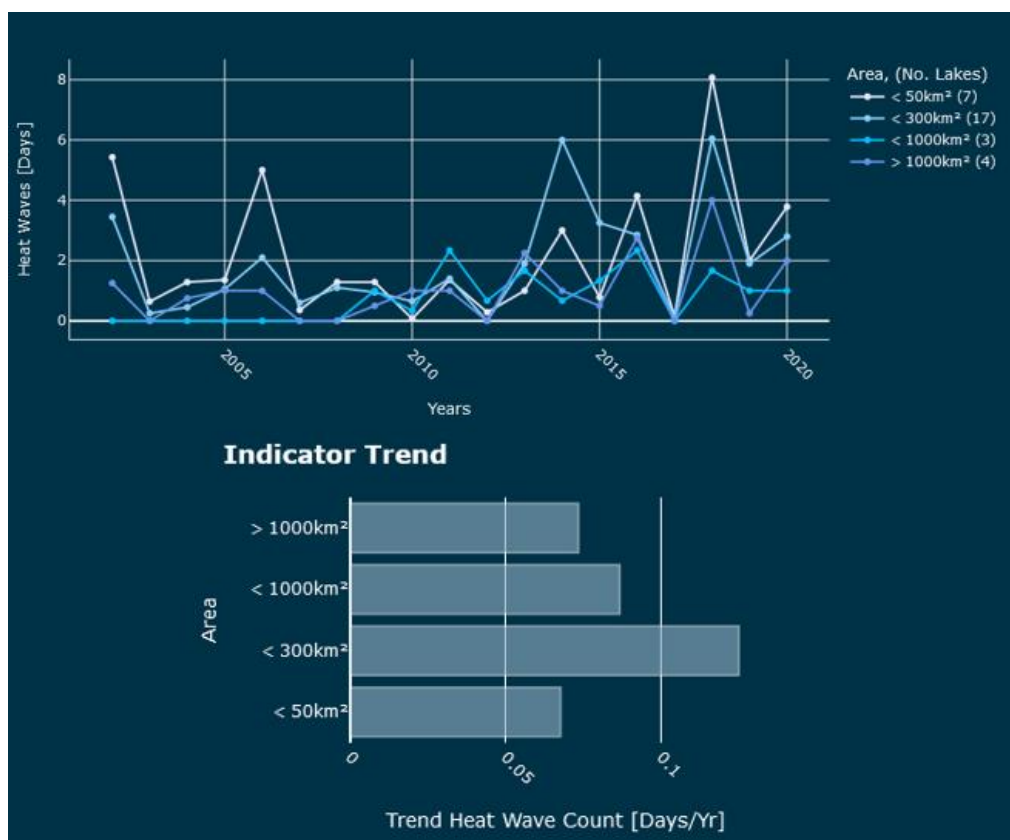 Area, (No. Lakes)
< 50km² (7)
< 300km² (17)
< 1000km² (3)
> 1000km² (4)
Heat Waves [Days]
8
6
4
2
0
2005
2010
2015
2020
Years
Indicator Trend
Area
> 1000km²
< 1000km²
< 300km²
< 50km²
0
0.05
0.1
Trend Heat Wave Count [Days/Yr]